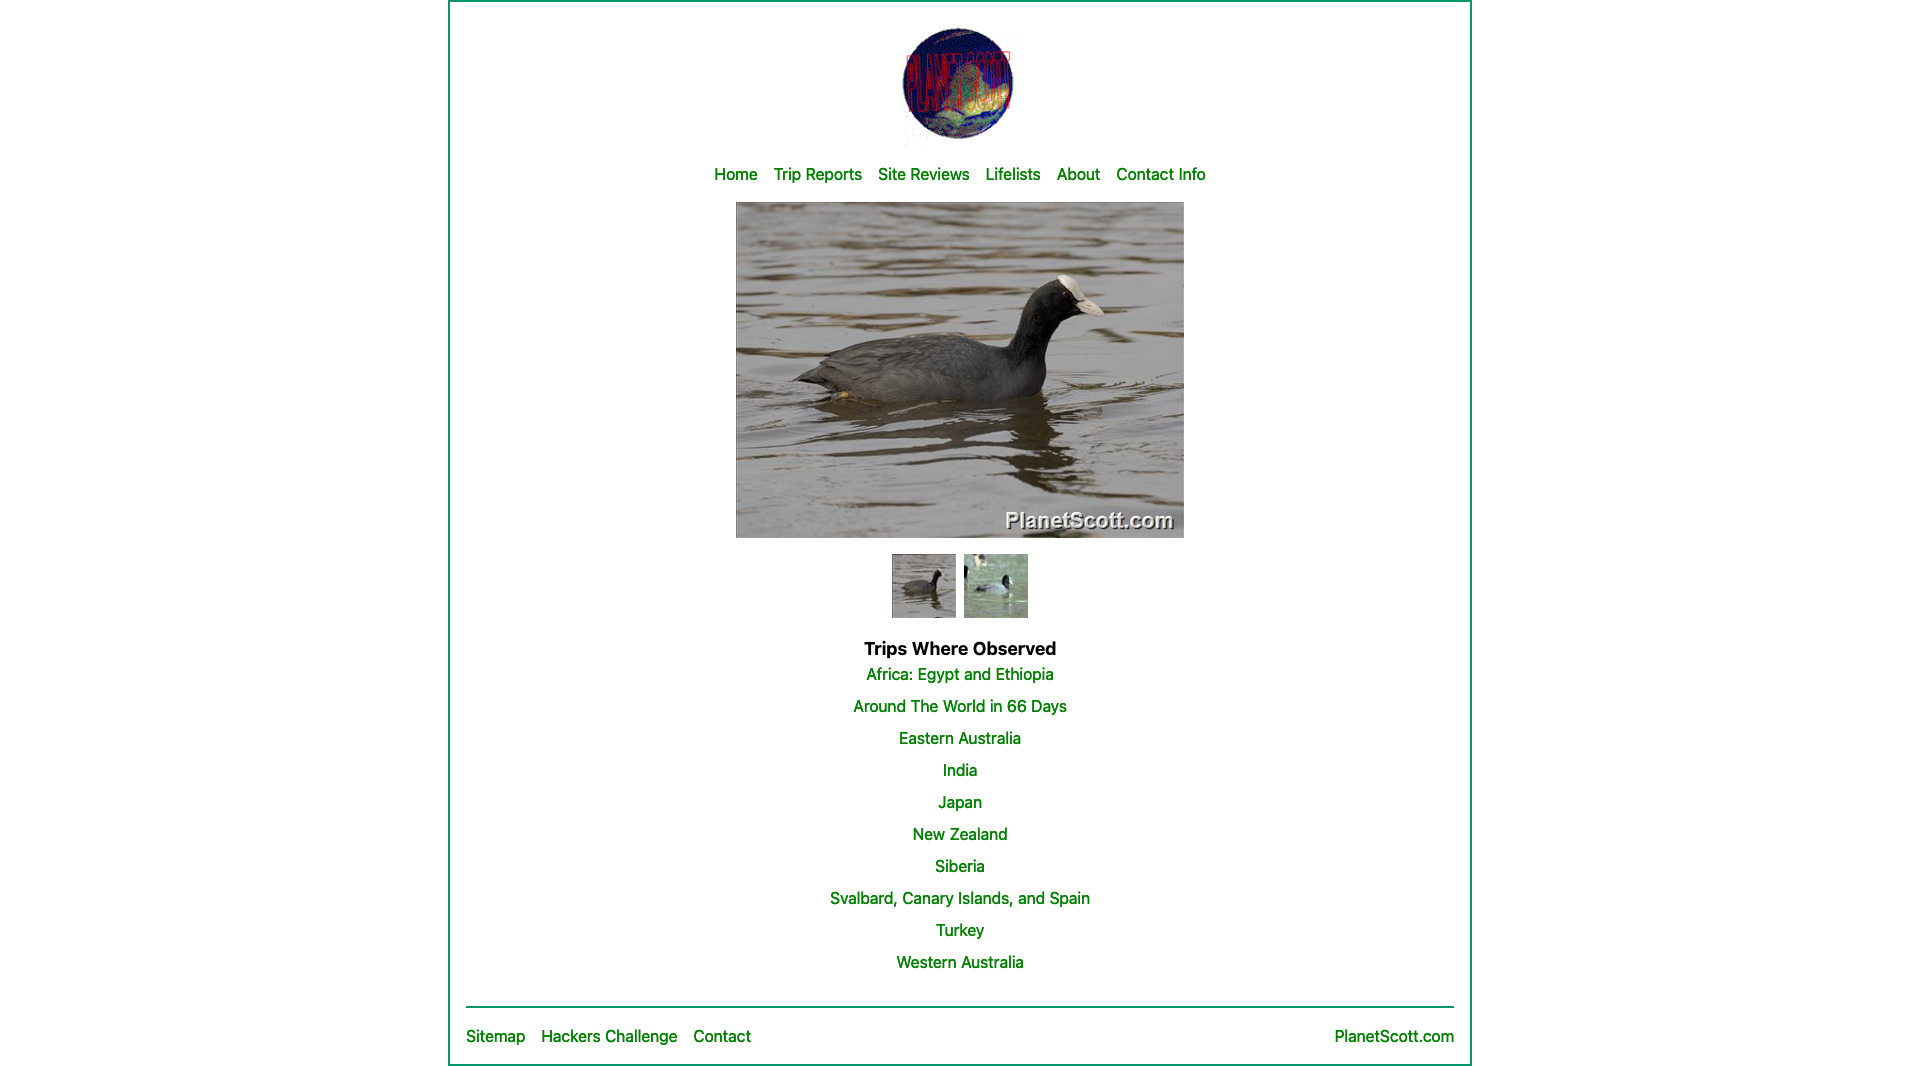 PLANET SCOTT
Home Trip Reports Site Reviews Lifelists About Contact Info
PlanetScott.com
Trips Where Observed
Africa: Egypt and Ethiopia
Around The World in 66 Days
Eastern Australia
India
Japan
New Zealand
Siberia
Svalbard, Canary Islands, and Spain
Turkey
Western Australia
Sitemap Hackers Challenge Contact PlanetScott.com